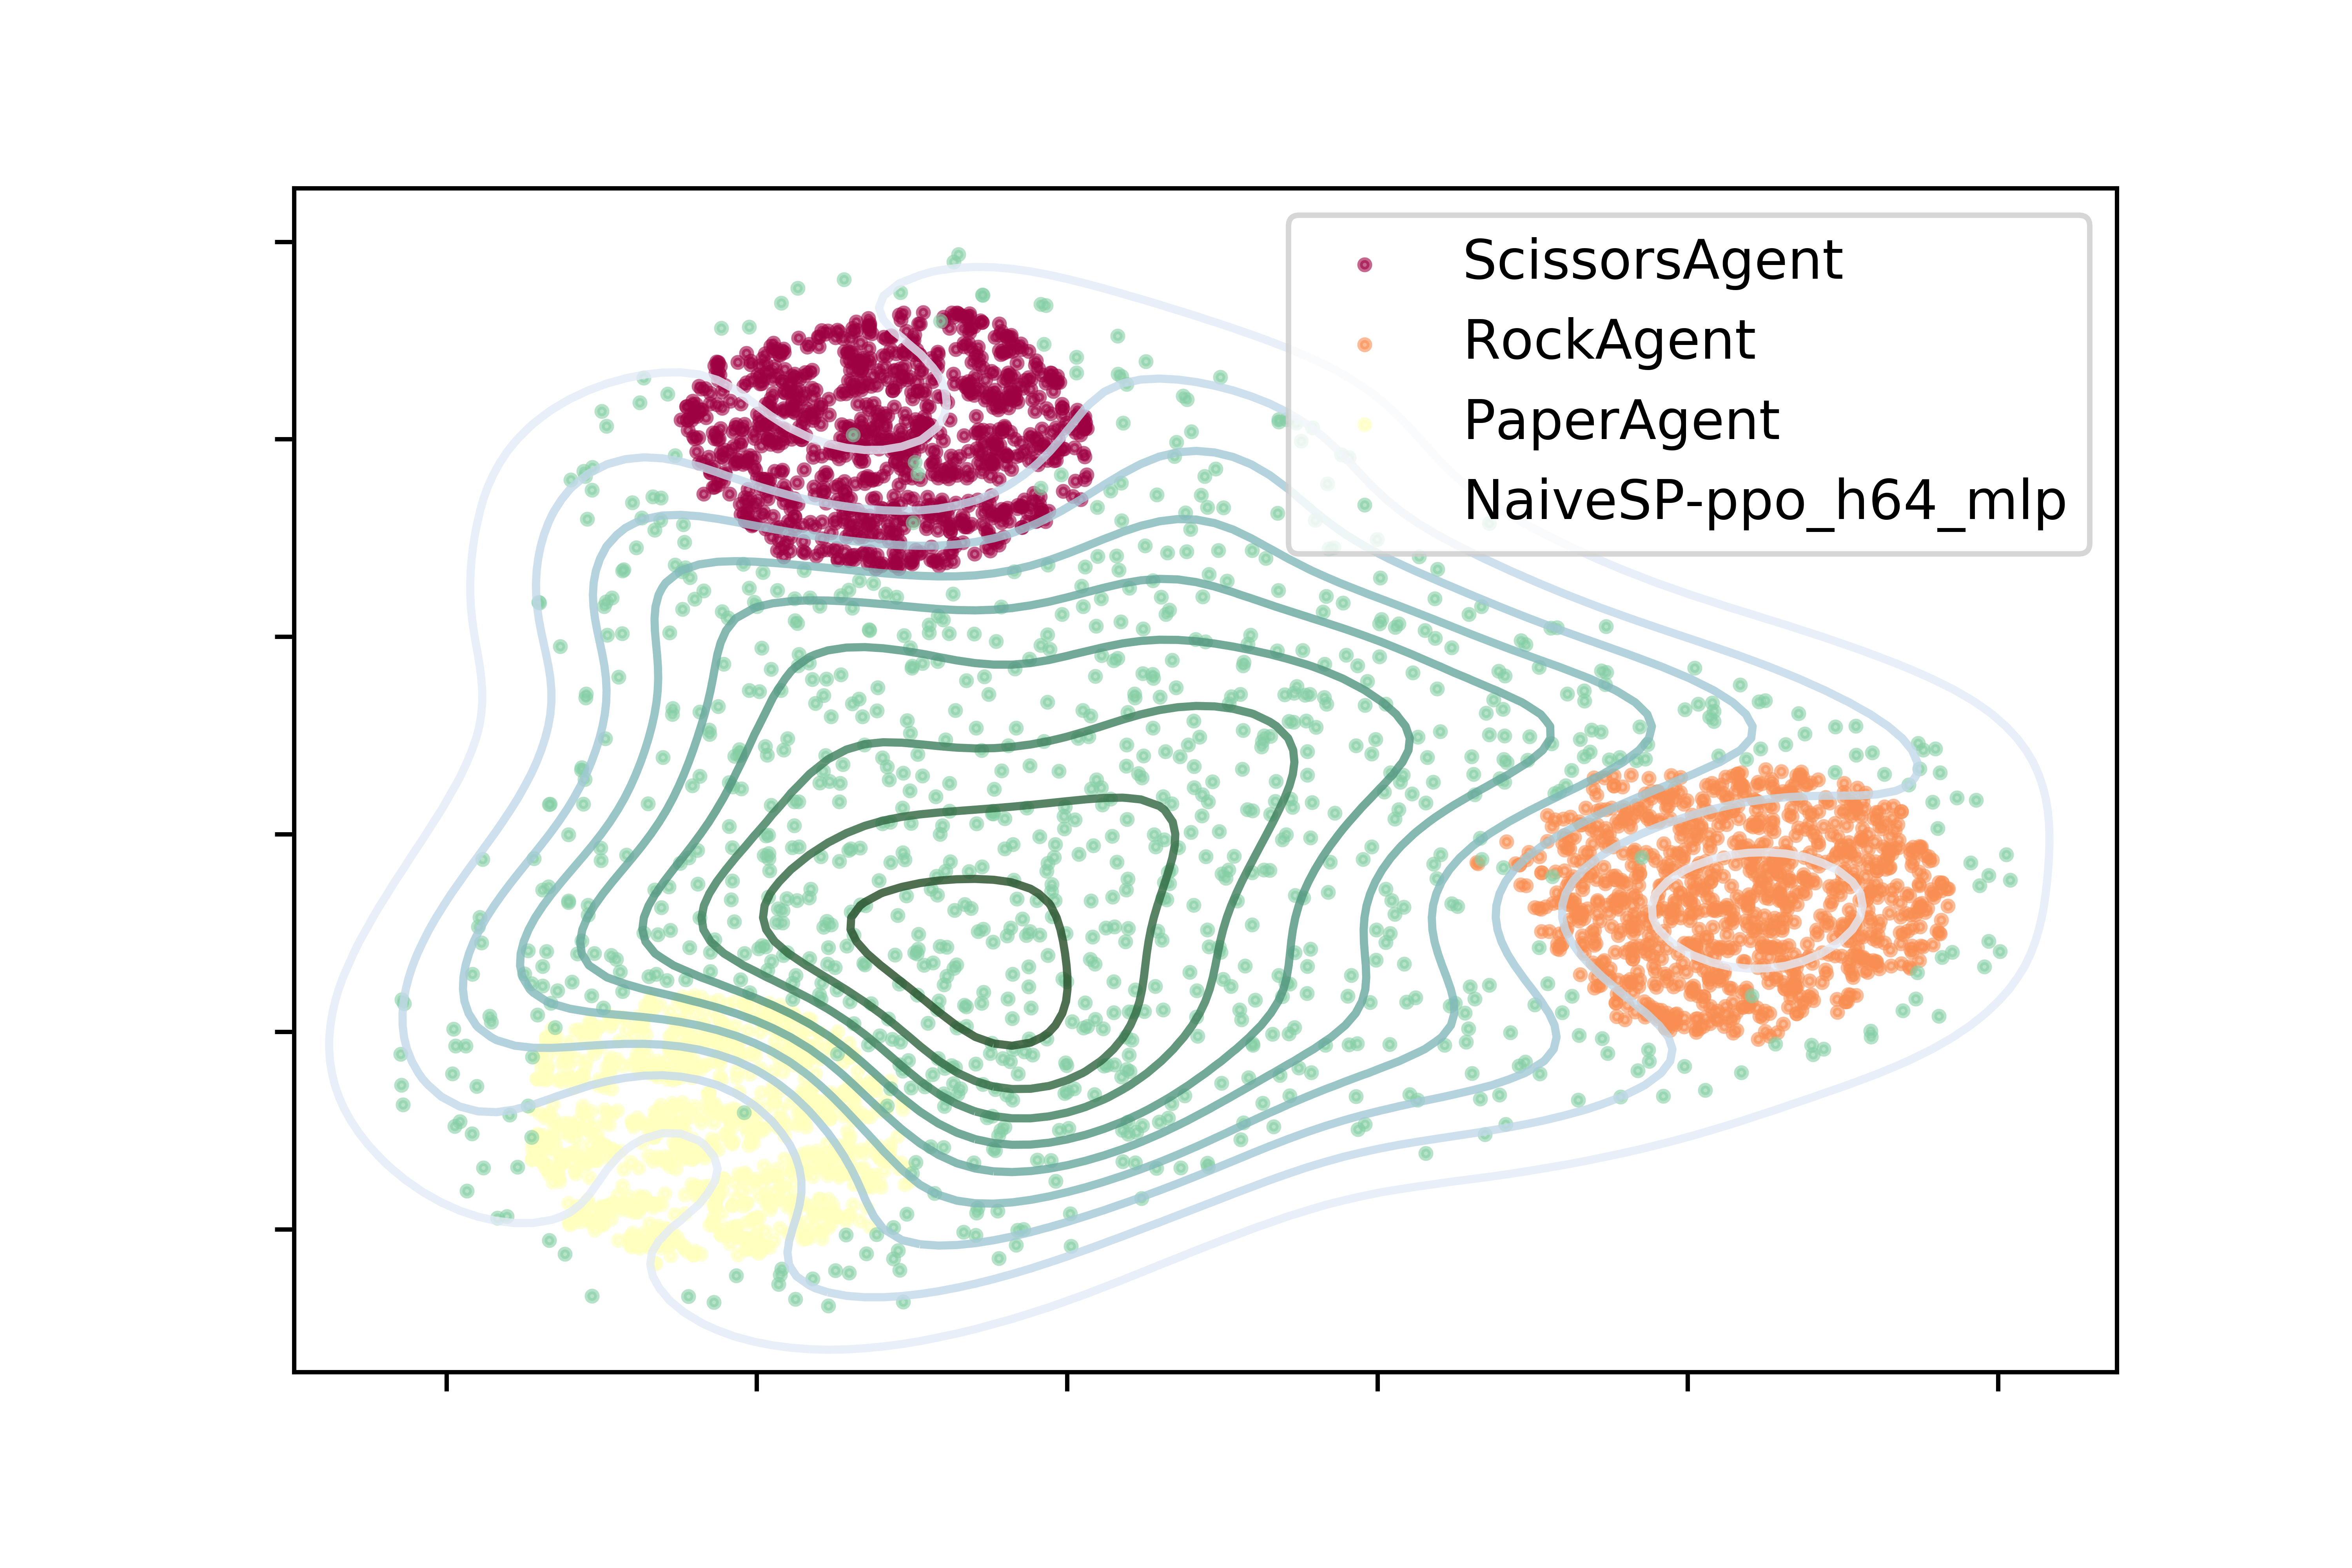 ScissorsAgent
RockAgent
PaperAgent
NaiveSP-ppo_h64_mlp